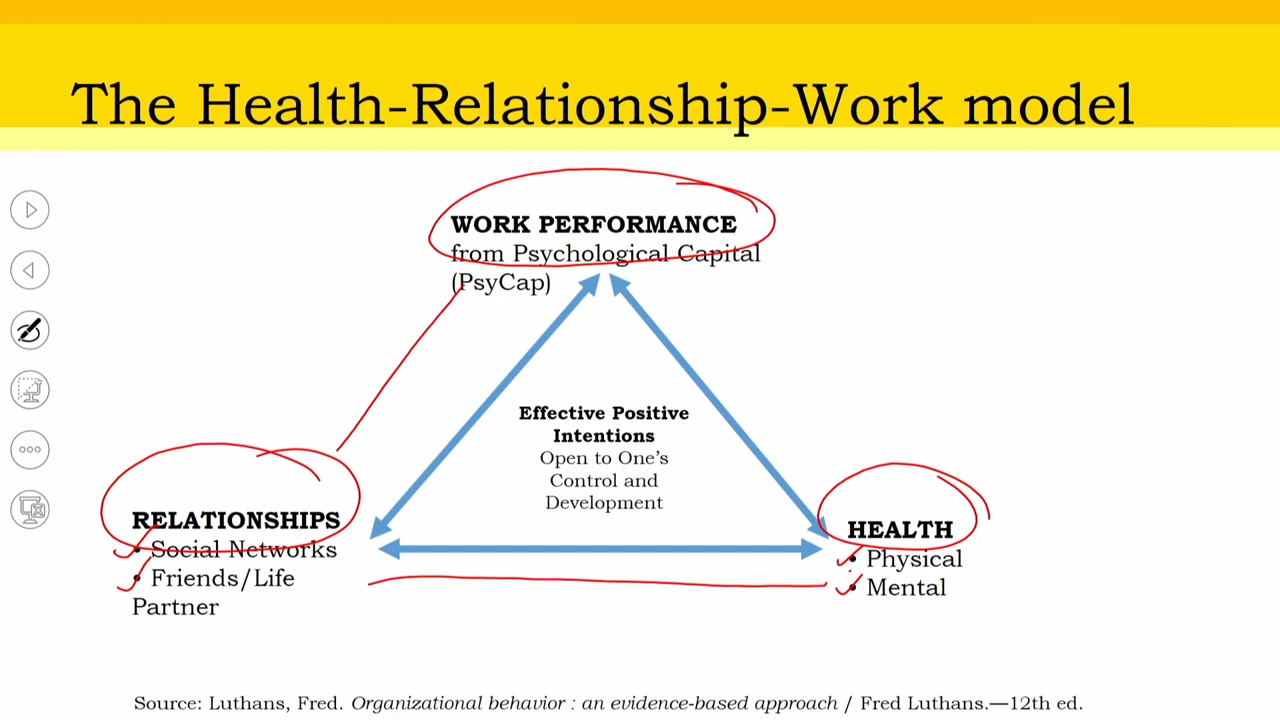 The Health-Relationship-Work model
WORK PERFORMANCE
from Psychological Capital
(PsyCap)
Effective Positive
Intentions
Open to One's
Control and
Development
RELATIONSHIPS
• Social Networks
• Friends/Life
Partner
HEALTH
• Physical
• Mental
Source: Luthans, Fred. Organizational behavior : an evidence-based approach / Fred Luthans.—12th ed.